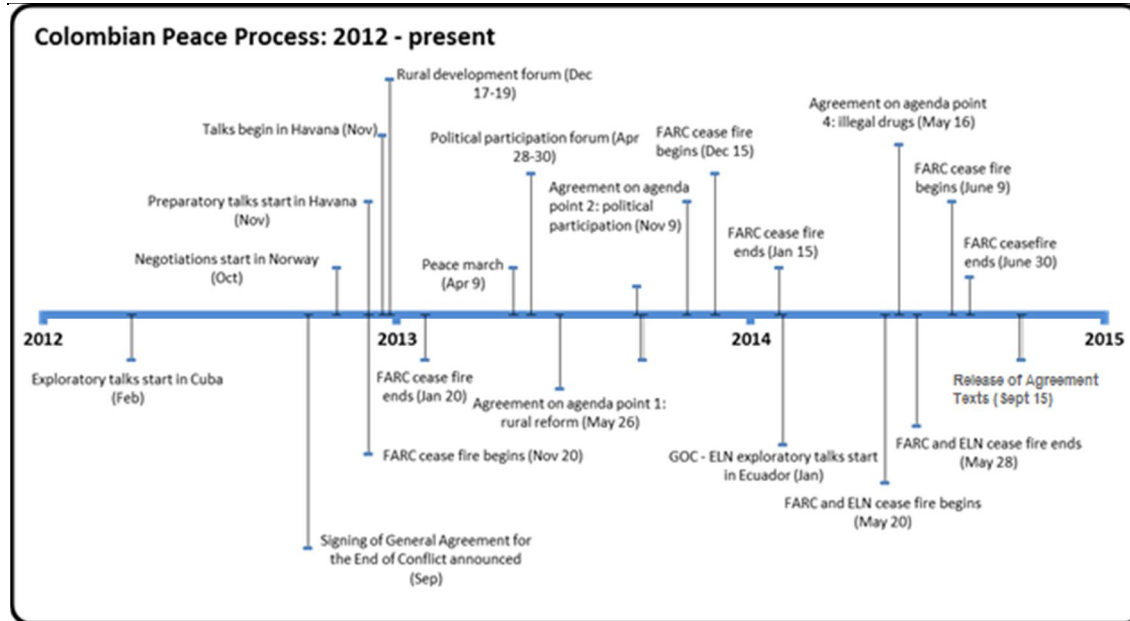 Colombian Peace Process: 2012 - present
Rural development forum (Dec
17-19)
Talks begin in Havana (Nov)
Political participation forum (Apr
28-30)
FARC cease fire
begins (Dec 15)
Agreement on agenda point
4: illegal drugs (May 16)
FARC cease fire
begins (June 9)
Preparatory talks start in Havana
(Nov)
Agreement on agenda
point 2: political
participation (Nov 9)
FARC cease fire
ends (Jan 15)
FARC ceasefire
ends (June 30)
Negotiations start in Norway
(Oct)
Peace march
(Apr 9)
2012
2013
2014
2015
Exploratory talks start in Cuba
(Feb)
FARC cease fire
ends (Jan 20)
Agreement on agenda point 1:
rural reform (May 26)
Release of Agreement
Texts (Sept 15)
FARC cease fire begins (Nov 20)
GOC - ELN exploratory talks start
in Ecuador (Jan)
FARC and ELN cease fire ends
(May 28)
FARC and ELN cease fire begins
(May 20)
Signing of General Agreement for
the End of Conflict announced
(Sep)